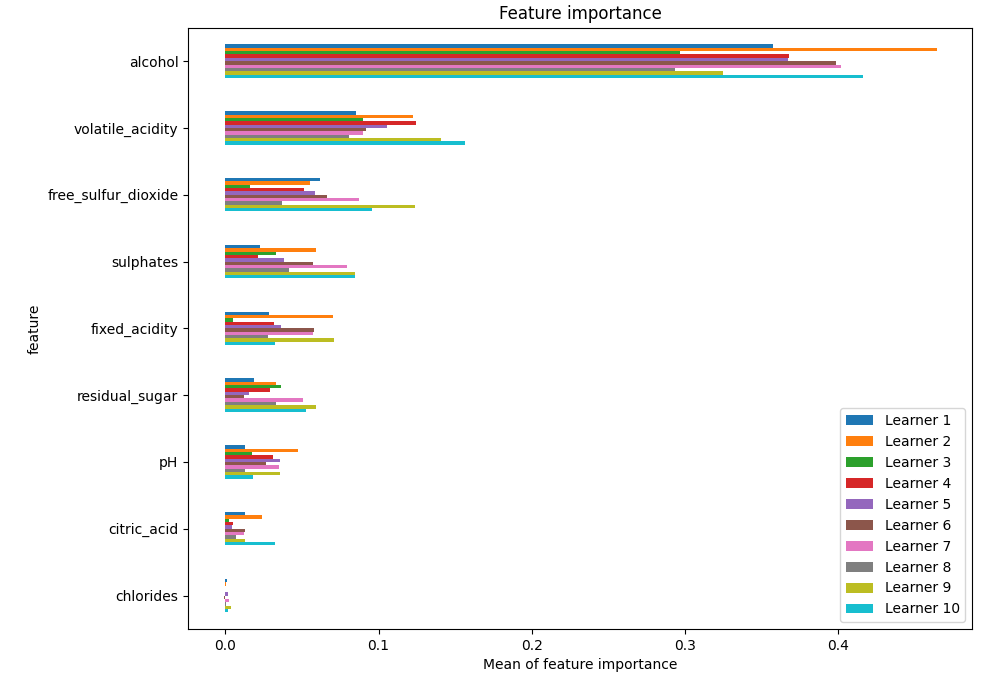 Feature importance
alcohol
volatile_acidity
free_sulfur_dioxide
sulphates
fixed_acidity
residual_sugar
pH
citric_acid
chlorides
feature
Learner 1
Learner 2
Learner 3
Learner 4
Learner 5
Learner 6
Learner 7
Learner 8
Learner 9
Learner 10
0.0 0.1 0.2 0.3 0.4
Mean of feature importance